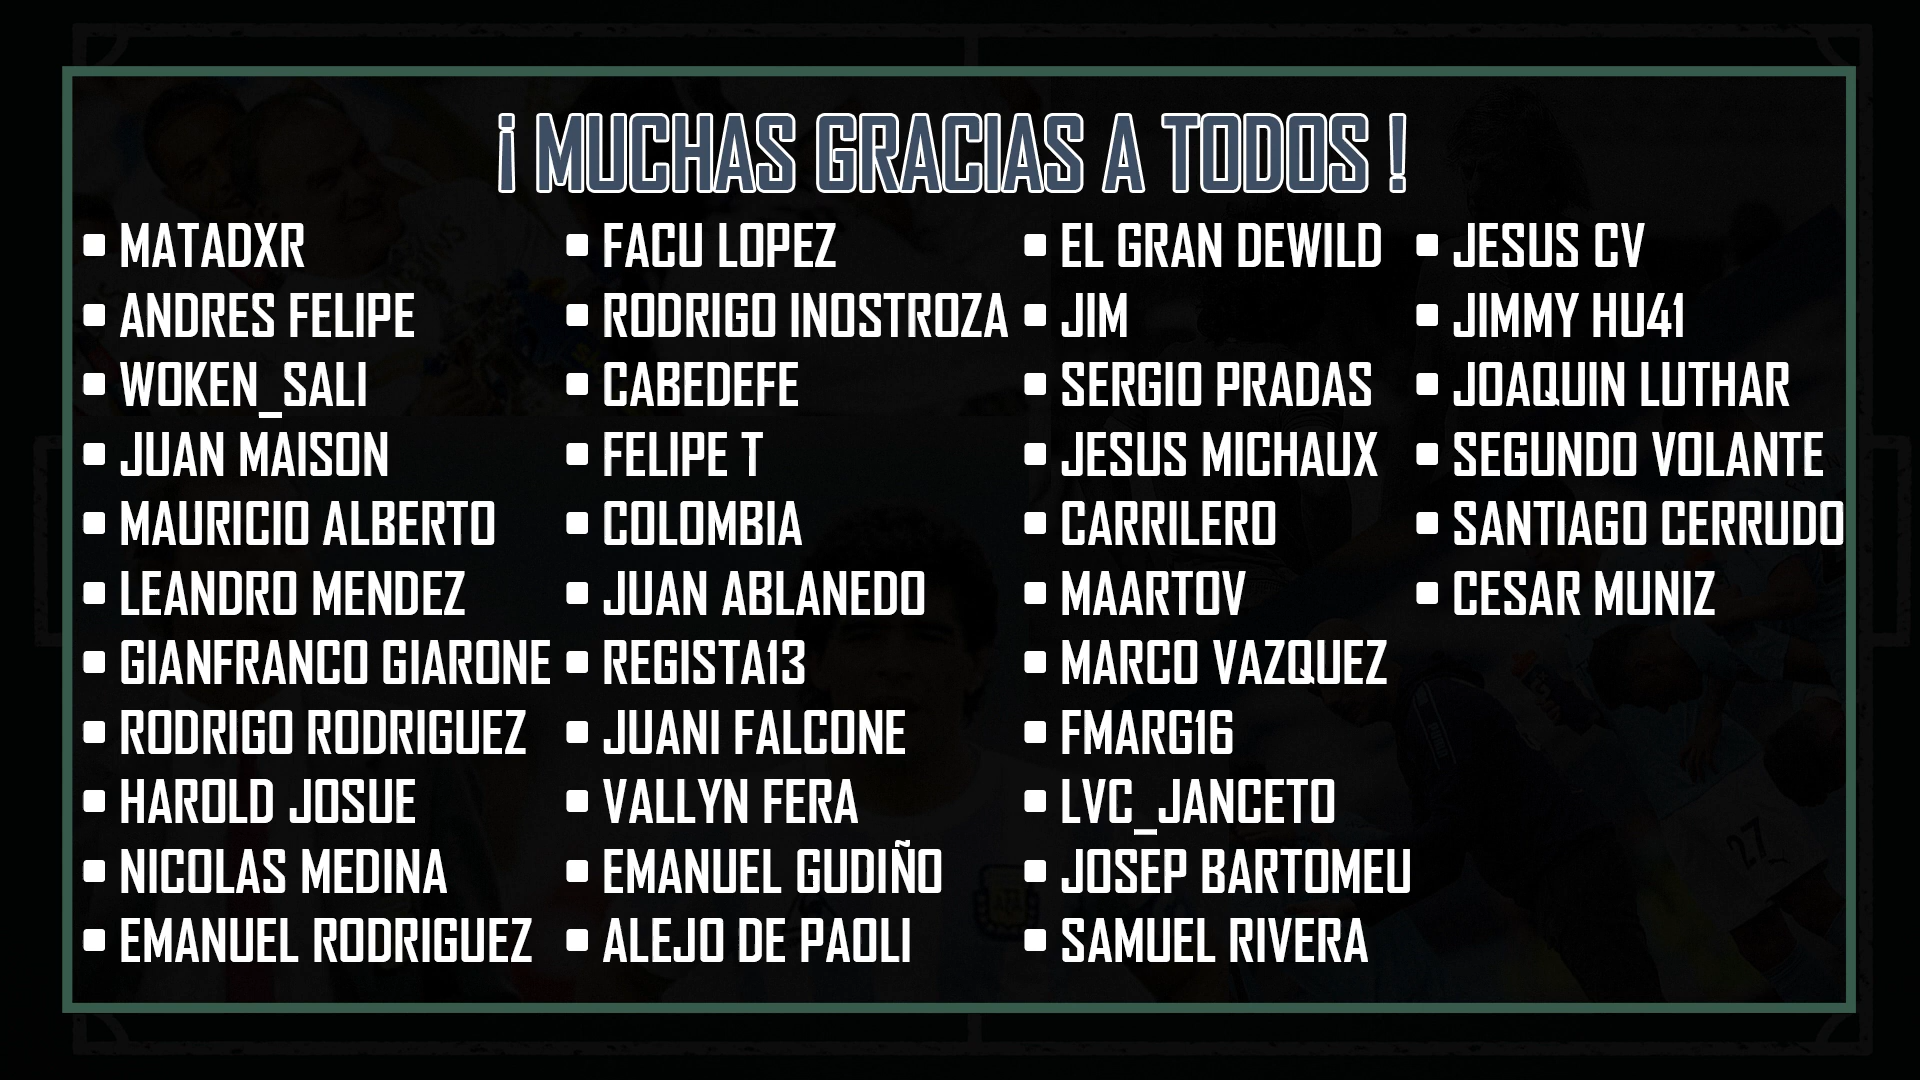 ¡ MUCHAS GRACIAS A TODOS !
MATADXR
ANDRES FELIPE
WOKEN_SALI
JUAN MAISON
MAURICIO ALBERTO
LEANDRO MENDEZ
GIANFRANCO GIARONE
RODRIGO RODRIGUEZ
HAROLD JOSUE
NICOLAS MEDINA
EMANUEL RODRIGUEZ
FACU LOPEZ
RODRIGO INOSTROZA
CABEDEFE
FELIPE T
COLOMBIA
JUAN ABLANEDO
REGISTA13
JUANI FALCONE
VALLYN FERA
EMANUEL GUDIÑO
ALEJO DE PAOLI
EL GRAN DEWILD
JIM
SERGIO PRADAS
JESUS MICHAUX
CARRILERO
MAARTOV
MARCO VAZQUEZ
FMARG16
LVC_JANCETO
JOSEP BARTOMEU
SAMUEL RIVERA
JESUS CV
JIMMY HU41
JOAQUIN LUTHAR
SEGUNDO VOLANTE
SANTIAGO CERRUDO
CESAR MUNIZ
27